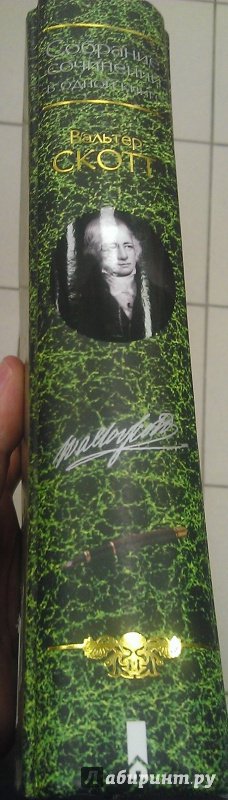 Собрание
сочинений
в одной книге
Вальтер
СКОТТ
Лабиринт.ру